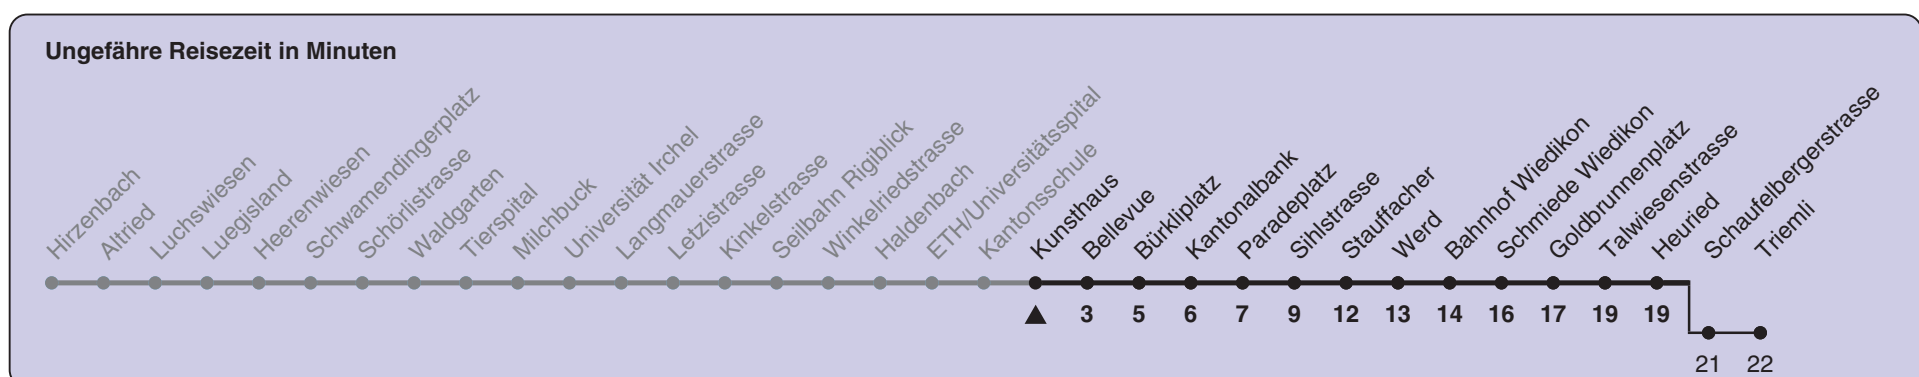 Ungefähre Reisezeit in Minuten
Hirzenbach
Altried
Luchswiesen
Luegisland
Heerenwiesen
Schwamendingerplatz
Schörlistrasse
Waldgarten
Tierspital
Milchbuck
Universität Irchel
Langmauerstrasse
Letzistrasse
Kinkelstrasse
Seilbahn Rigiblick
Winkelriedstrasse
Haldenbach
ETH/Universitätsspital
Kantonsschule
Kunsthaus
Bellevue
Bürkliplatz
Kantonalbank
Paradeplatz
Sihlstrasse
Stauffacher
Werd
Bahnhof Wiedikon
Schmiede Wiedikon
Goldbrunnenplatz
Talwiesenstrasse
Heuried
Schaufelbergerstrasse
Triemli
3 5 6 7 9 12 13 14 16 17 19 19
21 22